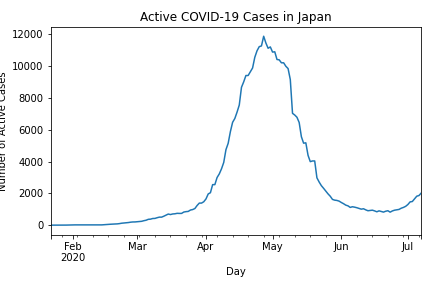 Active COVID-19 Cases in Japan
Number of Active Cases
12000
10000
8000
6000
4000
2000
0
Feb
2020
Mar
Apr
May
Jun
Jul
Day